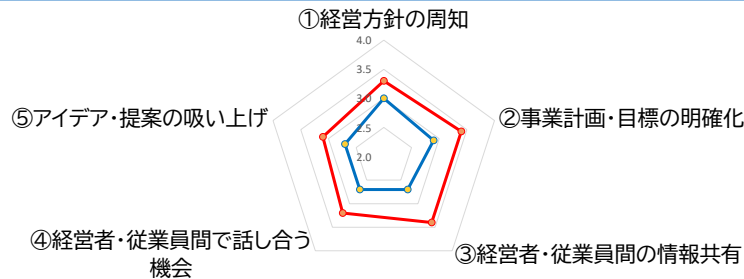 ①経営方針の周知
4.0
3.5
3.0
2.5
2.0
②事業計画・目標の明確化
③経営者・従業員間の情報共有
④経営者・従業員間で話し合う
機会
⑤アイデア・提案の吸い上げ